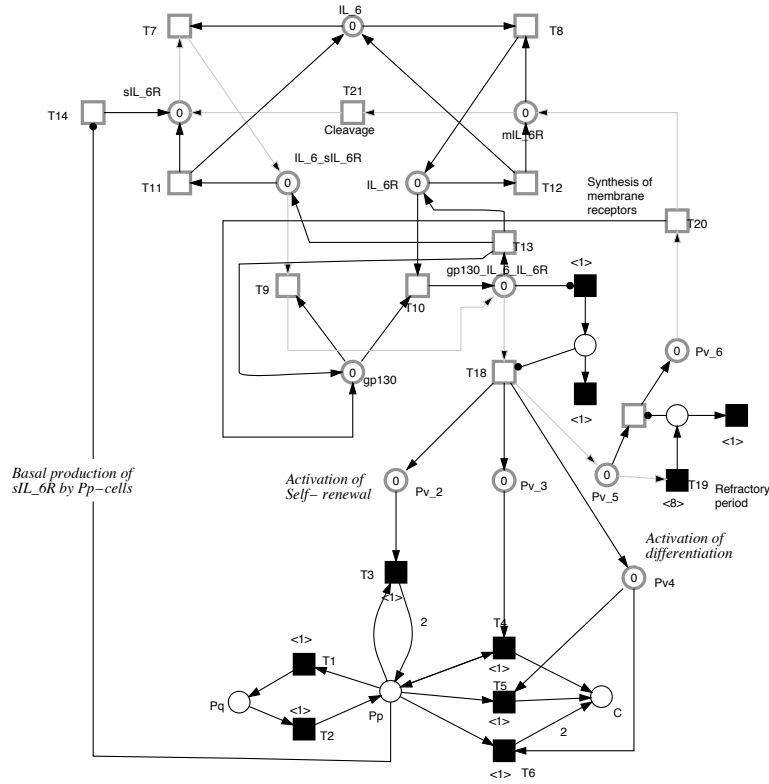 IL_6
T7
0
T8
sIL_6R
T21
T14
0
0
Cleavage
mIL_6R
IL_6_sIL_6R
T11
0
IL_6R
0
T12
Synthesis of
membrane
receptors
T20
T13
gp130_IL_6_IL_6R
<1>
T9
T10
0
0
Pv_6
T18
0
gp130
<1>
<1>
Basal production of
sIL_6R by Pp-cells
Activation of
Self- renewal
0
Pv_2
0
Pv_3
0
Pv_5
T19
<8>
Refractory
period
Activation of
differentiation
T3
<1>
0
Pv4
2
T4
<1>
<1>
T1
Pq
<1>
T2
Pp
T5
<1>
C
2
<1>
T6